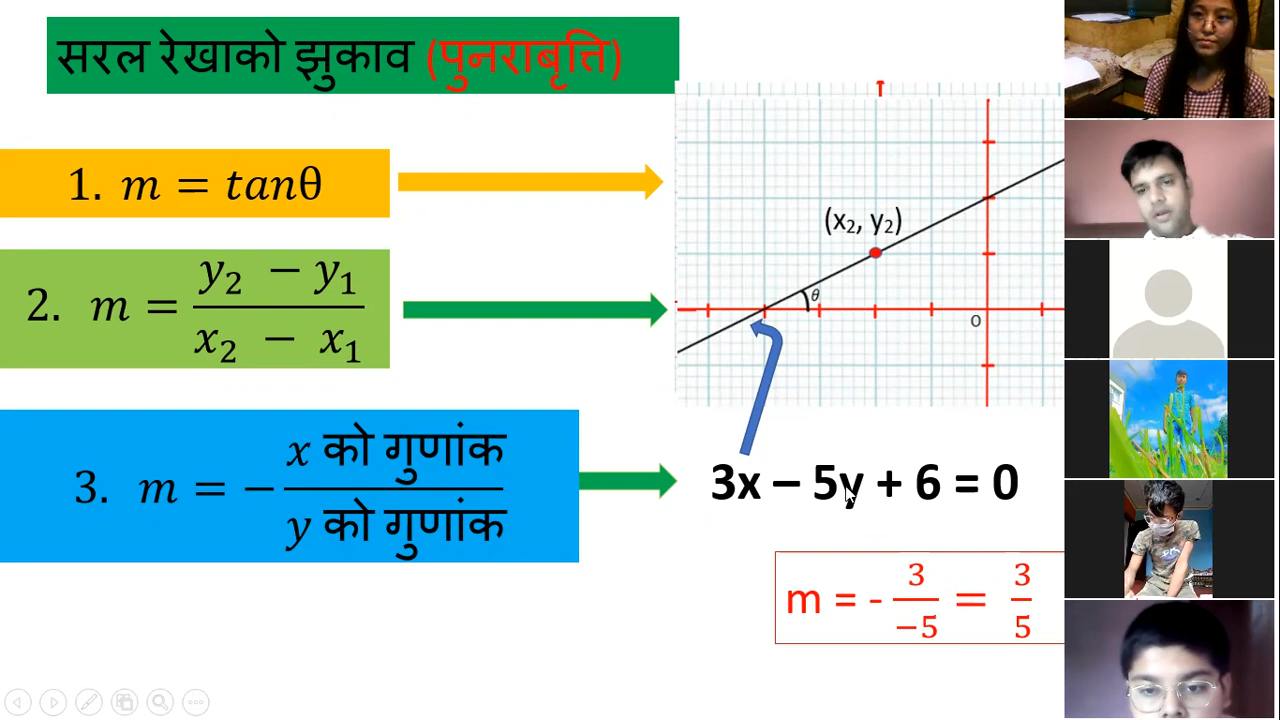 सरल रेखाको झुकाव (पुनराबृत्ति)
1. m = tanθ
2. m = y₂ − y₁ / x₂ − x₁
3. m = − x को गुणांक / y को गुणांक
(x₂, y₂)
θ
O
3x – 5y + 6 = 0
m = - 3/−5 = 3/5